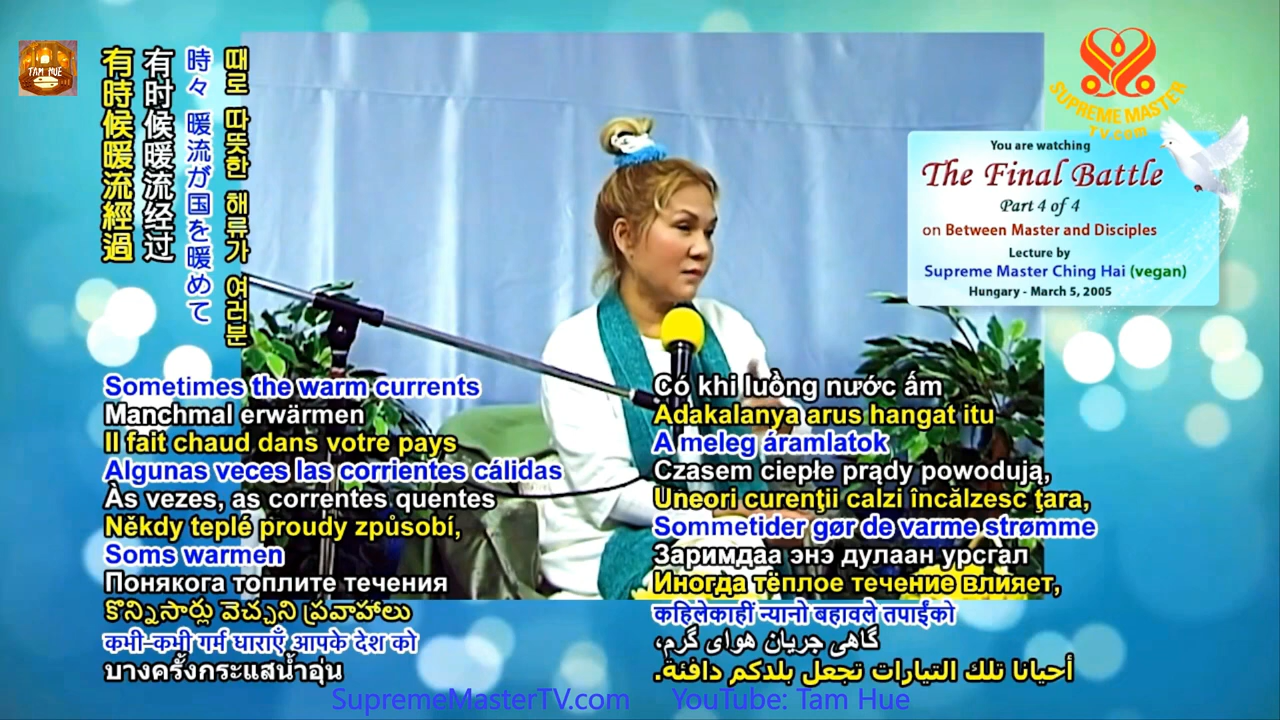 TAM HUE
有時候暖流經過
有时候暖流经过
時々 暖流が国を暖めて
때로 따뜻한 해류가 여러분
SUPREME MASTER
TV.com
You are watching
The Final Battle
Part 4 of 4
on Between Master and Disciples
Lecture by
Supreme Master Ching Hai (vegan)
Hungary - March 5, 2005
Sometimes the warm currents
Manchmal erwärmen
Il fait chaud dans votre pays
Algunas veces las corrientes cálidas
Às vezes, as correntes quentes
Někdy teplé proudy způsobí,
Soms warmen
Понякога топлите течения
కొన్నిసార్లు వెచ్చని ప్రవాహాలు
कभी-कभी गर्म धाराएँ आपके देश को
บางครั้งกระแสน้ำอุ่น
Có khi luồng nước ấm
Adakalanya arus hangat itu
A meleg áramlatok
Czasem ciepłe prądy powodują,
Uneori curenţii calzi încălzesc ţara,
Sommetider gør de varme strømme
Заримдаа энэ дулаан урсгал
Иногда тёплое течение влияет,
कहिलेकाहीं न्यानो बहावले तपाईंको
گاهی جریان هوای گرم،
أحيانا تلك التيارات تجعل بلدكم دافئة.
SupremeMasterTV.com
YouTube: Tam Hue